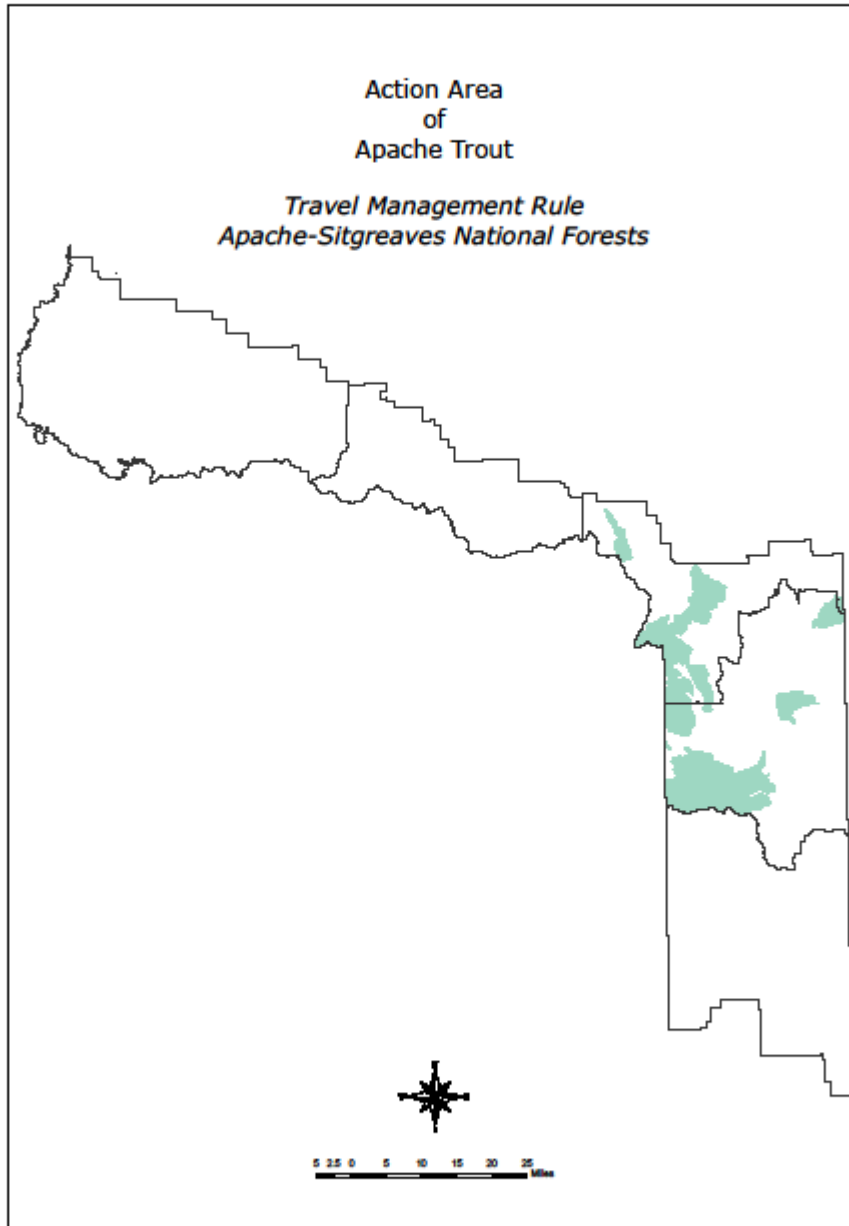 Action Area
of
Apache Trout
Travel Management Rule
Apache-Sitgreaves National Forests
5 2.5 0 5 10 15 20 25
Miles